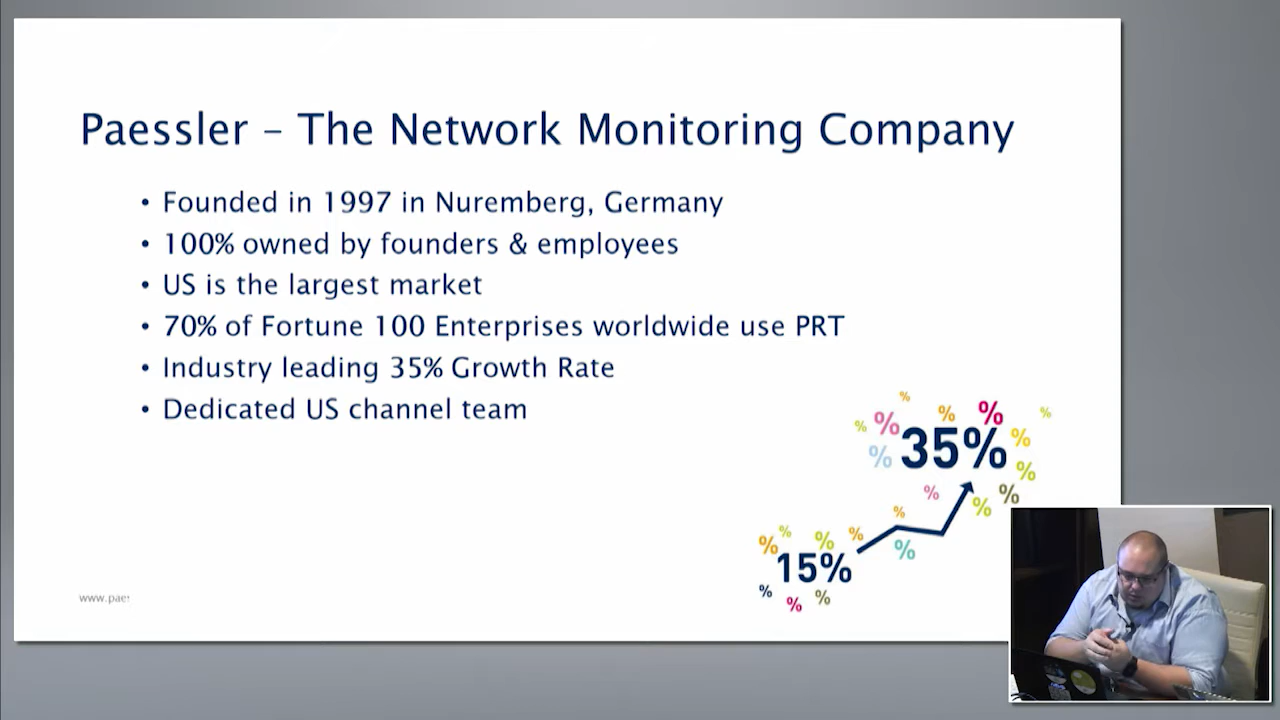 Paessler – The Network Monitoring Company
• Founded in 1997 in Nuremberg, Germany
• 100% owned by founders & employees
• US is the largest market
• 70% of Fortune 100 Enterprises worldwide use PRT
• Industry leading 35% Growth Rate
• Dedicated US channel team
35%
15%
www.paes